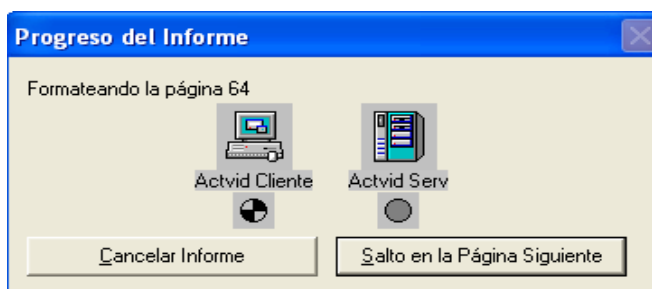 Progreso del Informe
Formateando la página 64
Actvid Cliente Actvid Serv
Cancelar Informe Salto en la Página Siguiente